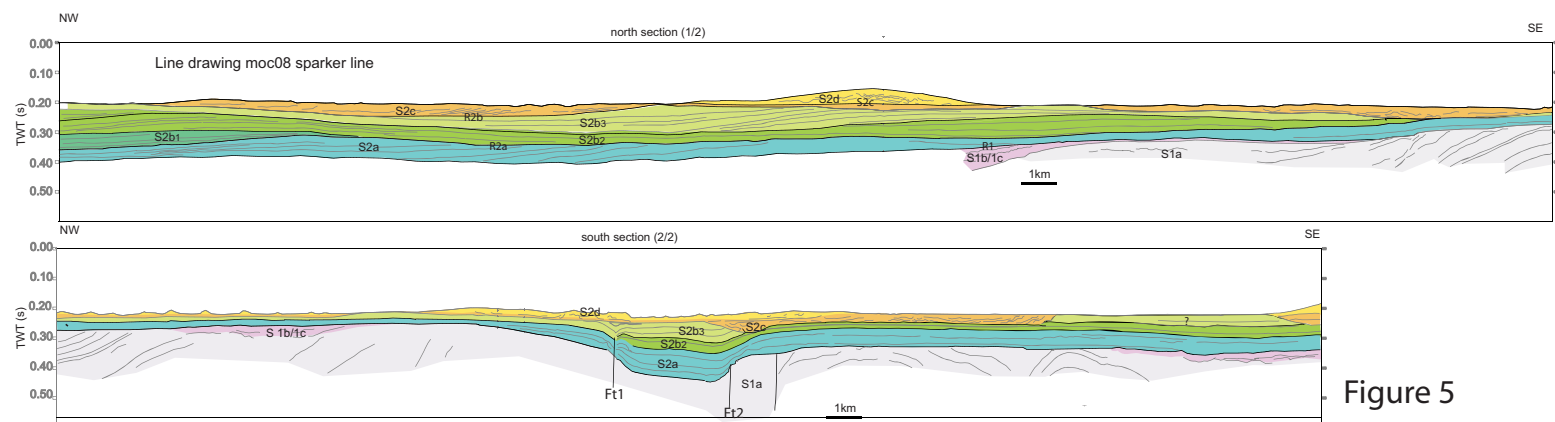 NW
north section (1/2)
SE
0.00
Line drawing moc08 sparker line
0.10
0.20
0.30
0.40
0.50
TWT (s)
S2c
R2b
S2b3
S2b1
S2a
R2a
S2b2
S2d
S2c
R1
S1b/1c
S1a
1km
NW
south section (2/2)
SE
0.00
0.10
0.20
0.30
0.40
0.50
TWT (s)
S 1b/1c
S2d
S2b3
S2c
S2b2
S2a
S1a
?
Ft1
Ft2
1km
Figure 5